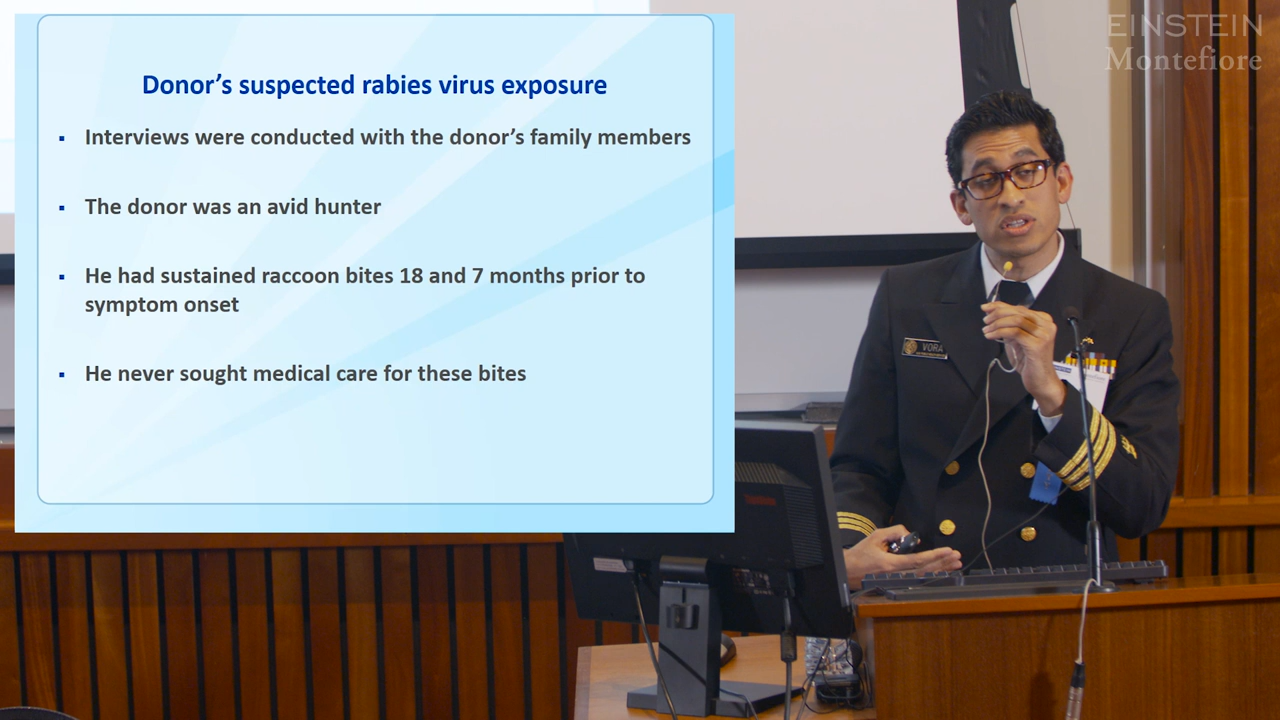 EINSTEIN
Montefiore
Donor's suspected rabies virus exposure
▪ Interviews were conducted with the donor's family members
▪ The donor was an avid hunter
▪ He had sustained raccoon bites 18 and 7 months prior to
symptom onset
▪ He never sought medical care for these bites
VORA